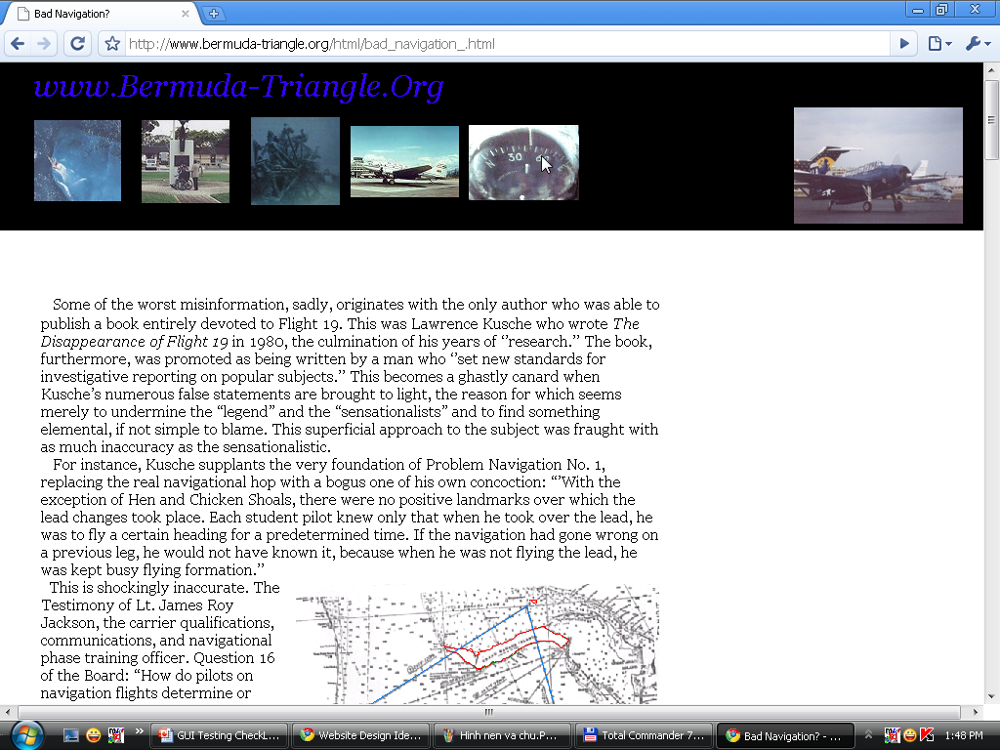 Bad Navigation?
http://www.bermuda-triangle.org/html/bad_navigation_.html
www.Bermuda-Triangle.Org
30
Some of the worst misinformation, sadly, originates with the only author who was able to
publish a book entirely devoted to Flight 19. This was Lawrence Kusche who wrote The
Disappearance of Flight 19 in 1980, the culmination of his years of “research.” The book,
furthermore, was promoted as being written by a man who “set new standards for
investigative reporting on popular subjects.” This becomes a ghastly canard when
Kusche’s numerous false statements are brought to light, the reason for which seems
merely to undermine the “legend” and the “sensationalists” and to find something
elemental, if not simple to blame. This superficial approach to the subject was fraught with
as much inaccuracy as the sensationalistic.
For instance, Kusche supplants the very foundation of Problem Navigation No. 1,
replacing the real navigational hop with a bogus one of his own concoction: “’With the
exception of Hen and Chicken Shoals, there were no positive landmarks over which the
lead changes took place. Each student pilot knew only that when he took over the lead, he
was to fly a certain heading for a predetermined time. If the navigation had gone wrong on
a previous leg, he would not have known it, because when he was not flying the lead, he
was kept busy flying formation.”
This is shockingly inaccurate. The
Testimony of Lt. James Roy
Jackson, the carrier qualifications,
communications, and navigational
phase training officer. Question 16
of the Board: “How do pilots on
navigation flights determine or
GUI Testing CheckL...
Website Design Ide...
Hinh nen va chu.P...
Total Commander 7...
Bad Navigation? - ...
1:48 PM